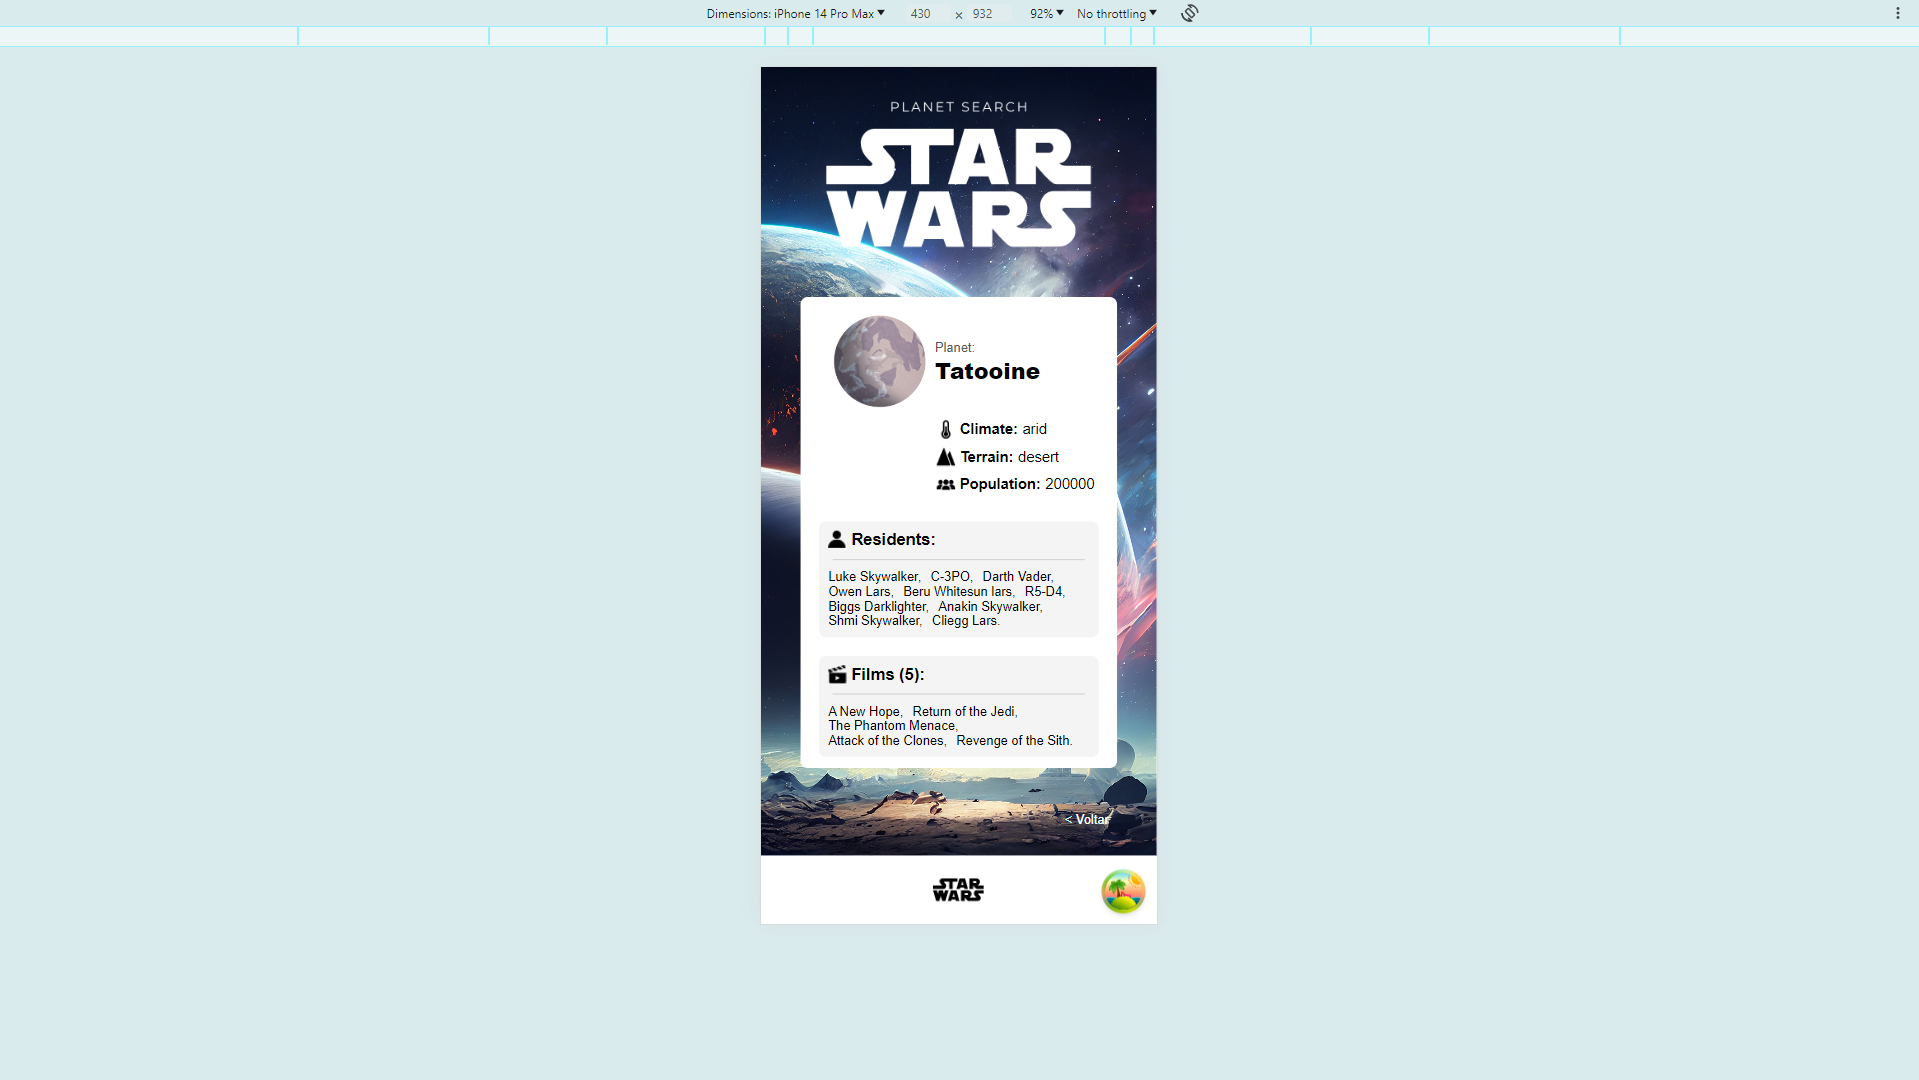 Dimensions: iPhone 14 Pro Max 430 × 932 92% No throttling
PLANET SEARCH
STAR
WARS
Planet:
Tatooine
Climate: arid
Terrain: desert
Population: 200000
Residents:
Luke Skywalker, C-3PO, Darth Vader,
Owen Lars, Beru Whitesun lars, R5-D4,
Biggs Darklighter, Anakin Skywalker,
Shmi Skywalker, Cliegg Lars.
Films (5):
A New Hope, Return of the Jedi,
The Phantom Menace,
Attack of the Clones, Revenge of the Sith.
< Voltar
STAR
WARS